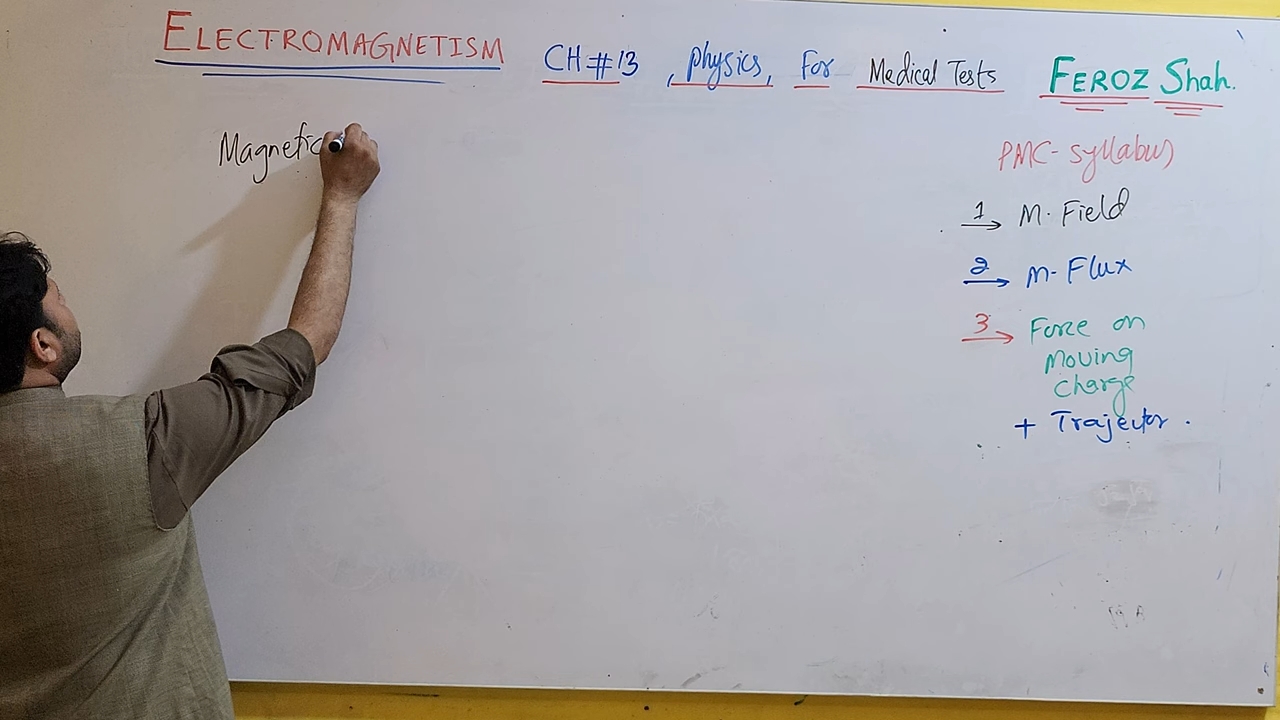 ELECTROMAGNETISM CH#13, Physics, For Medical Tests FEROZ Shah.
Magnetic
PMC-syllabus
1 M. Field
2 M- Flux
3 Force on
Moving
charge
+ Trajector.